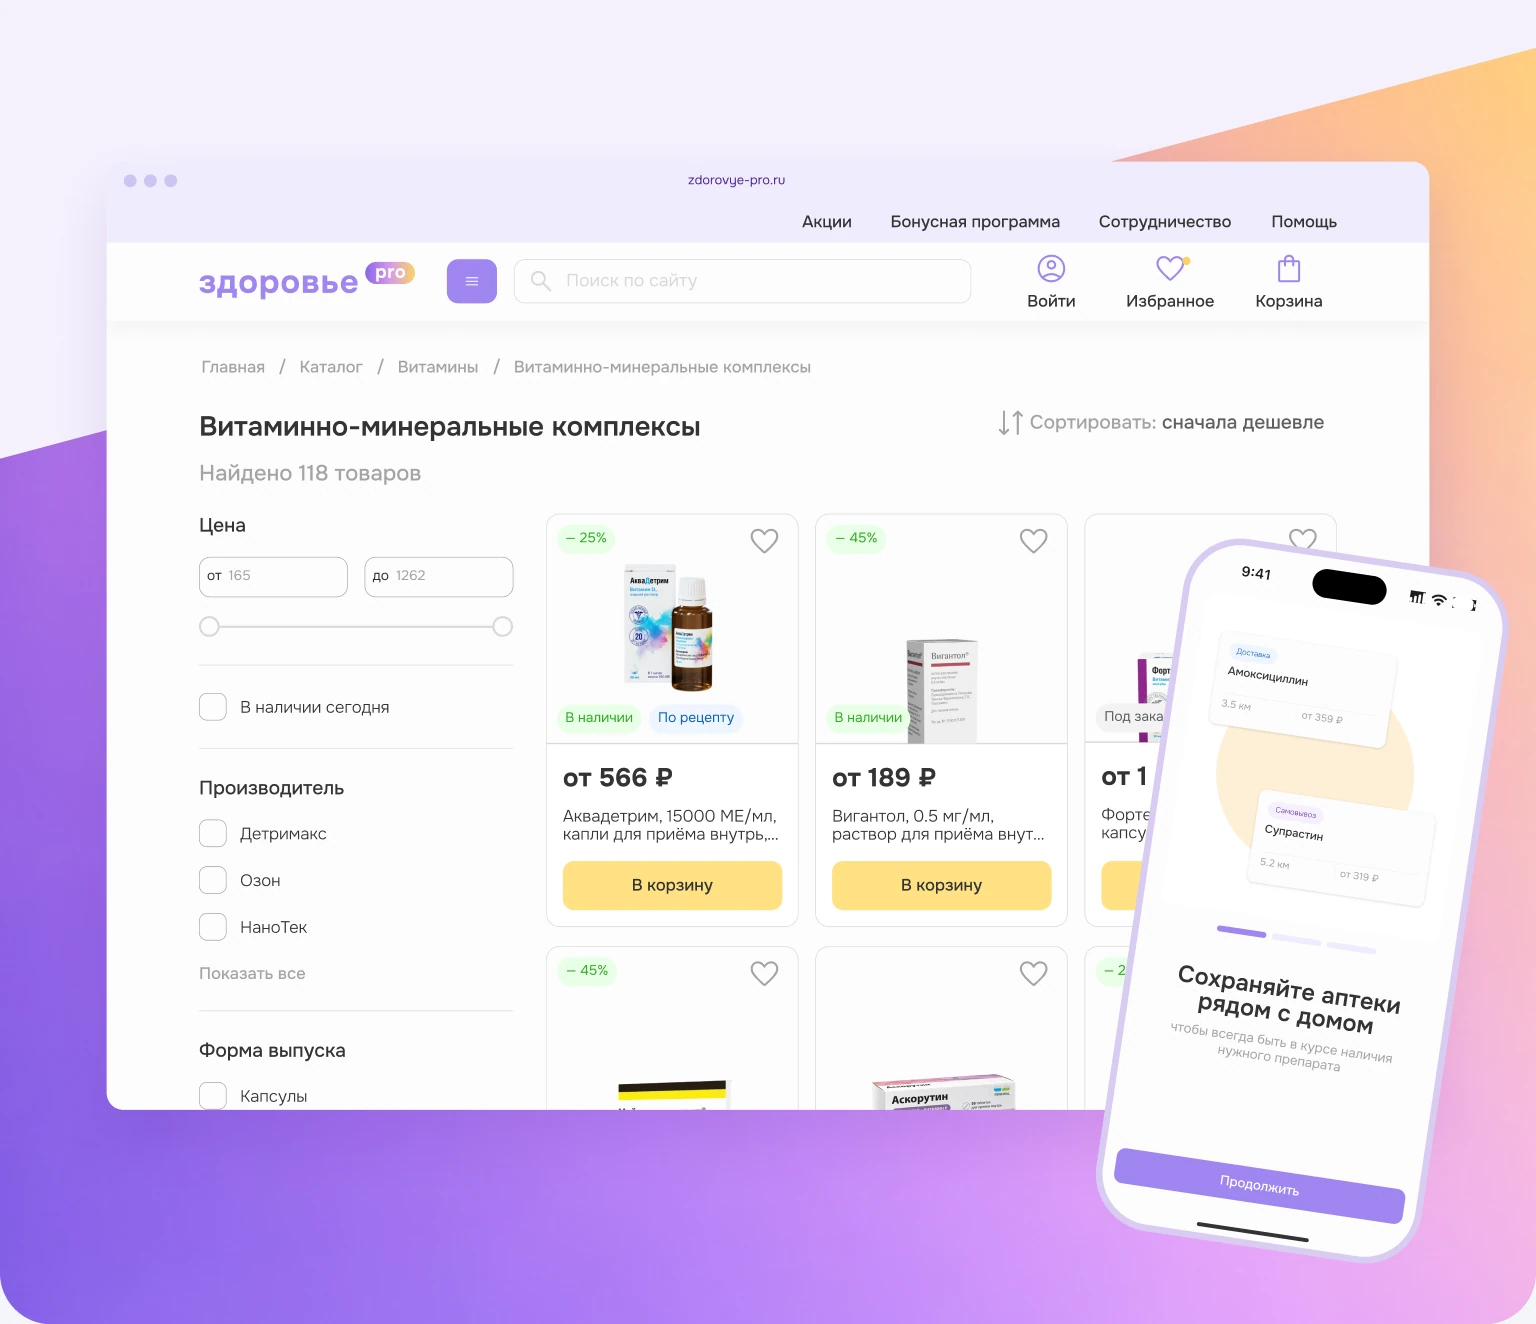 zdorovye-pro.ru
Акции Бонусная программа Сотрудничество Помощь
здоровье pro
Поиск по сайту
Войти Избранное Корзина
Главная / Каталог / Витамины / Витаминно-минеральные комплексы
Витаминно-минеральные комплексы
Сортировать: сначала дешевле
Найдено 118 товаров
Цена
от 165 до 1262
В наличии сегодня
Производитель
Детримакс
Озон
НаноТек
Показать все
Форма выпуска
Капсулы
– 25%
АкваДетрим
В наличии По рецепту
от 566 ₽
Аквадетрим, 15000 МЕ/мл,
капли для приёма внутрь,...
В корзину
– 45%
Вигантол®
В наличии
от 189 ₽
Вигантол, 0.5 мг/мл,
раствор для приёма внут...
В корзину
Форт
Под зака
от 1
Форте
капсу
– 45%
Аскорутин
– 2
9:41
Доставка
Амоксициллин
3.5 км от 359 ₽
Самовывоз
Супрастин
5.2 км от 319 ₽
Сохраняйте аптеки
рядом с домом
чтобы всегда быть в курсе наличия
нужного препарата
Продолжить